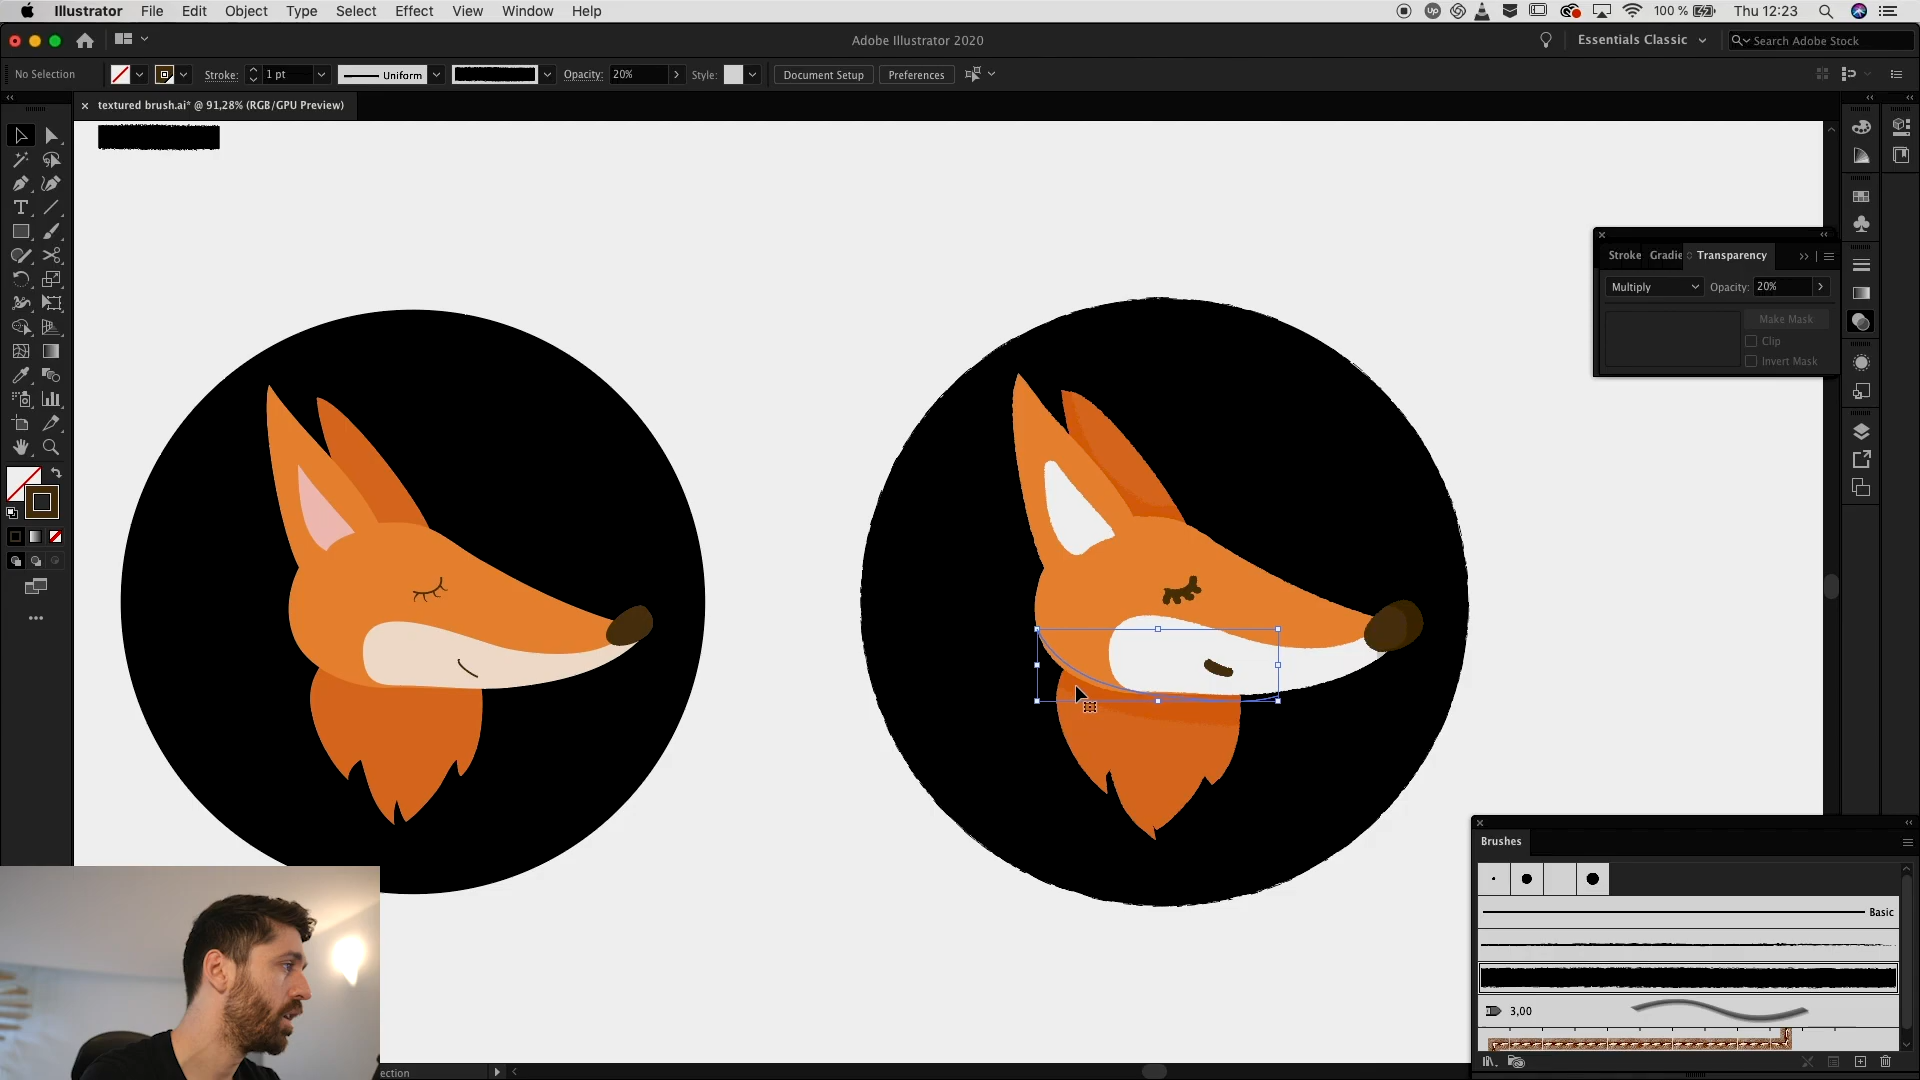 Illustrator File Edit Object Type Select Effect View Window Help
Up 100 % Thu 12:23
Adobe Illustrator 2020
Essentials Classic
Search Adobe Stock
No Selection
Stroke: 1 pt Uniform Opacity: 20% Style: Document Setup Preferences
textured brush.ai* @ 91,28% (RGB/GPU Preview)
Stroke Gradie Transparency
Multiply Opacity: 20%
Make Mask
Clip
Invert Mask
Brushes
Basic
3,00
ection